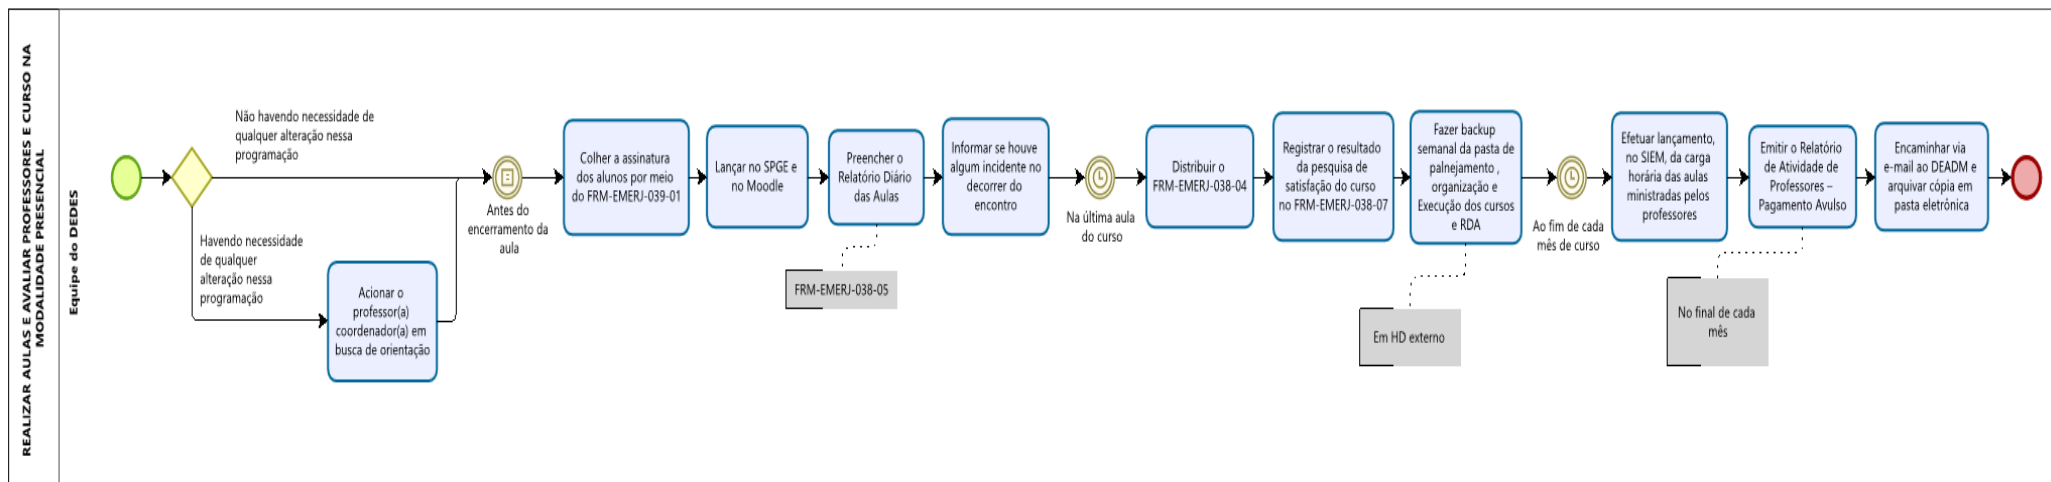 REALIZAR AULAS E AVALIAR PROFESSORES E CURSO NA
MODALIDADE PRESENCIAL
Equipe do DEDES
Não havendo necessidade de
qualquer alteração nessa
programação
Havendo necessidade
de qualquer
alteração nessa
programação
Acionar o
professor(a)
coordenador(a) em
busca de orientação
Antes do
encerramento da
aula
Colher a assinatura
dos alunos por meio
do FRM-EMERJ-039-01
Lançar no SPGE e
no Moodle
Preencher o
Relatório Diário
das Aulas
FRM-EMERJ-038-05
Informar se houve
algum incidente no
decorrer do
encontro
Na última aula
do curso
Distribuir o
FRM-EMERJ-038-04
Registrar o resultado
da pesquisa de
satisfação do curso
no FRM-EMERJ-038-07
Fazer backup
semanal da pasta de
palnejamento ,
organização e
Execução dos cursos
e RDA
Em HD externo
Ao fim de cada
mês de curso
Efetuar lançamento,
no SIEM, da carga
horária das aulas
ministradas pelos
professores
Emitir o Relatório
de Atividade de
Professores –
Pagamento Avulso
No final de cada
mês
Encaminhar via
e-mail ao DEADM e
arquivar cópia em
pasta eletrônica